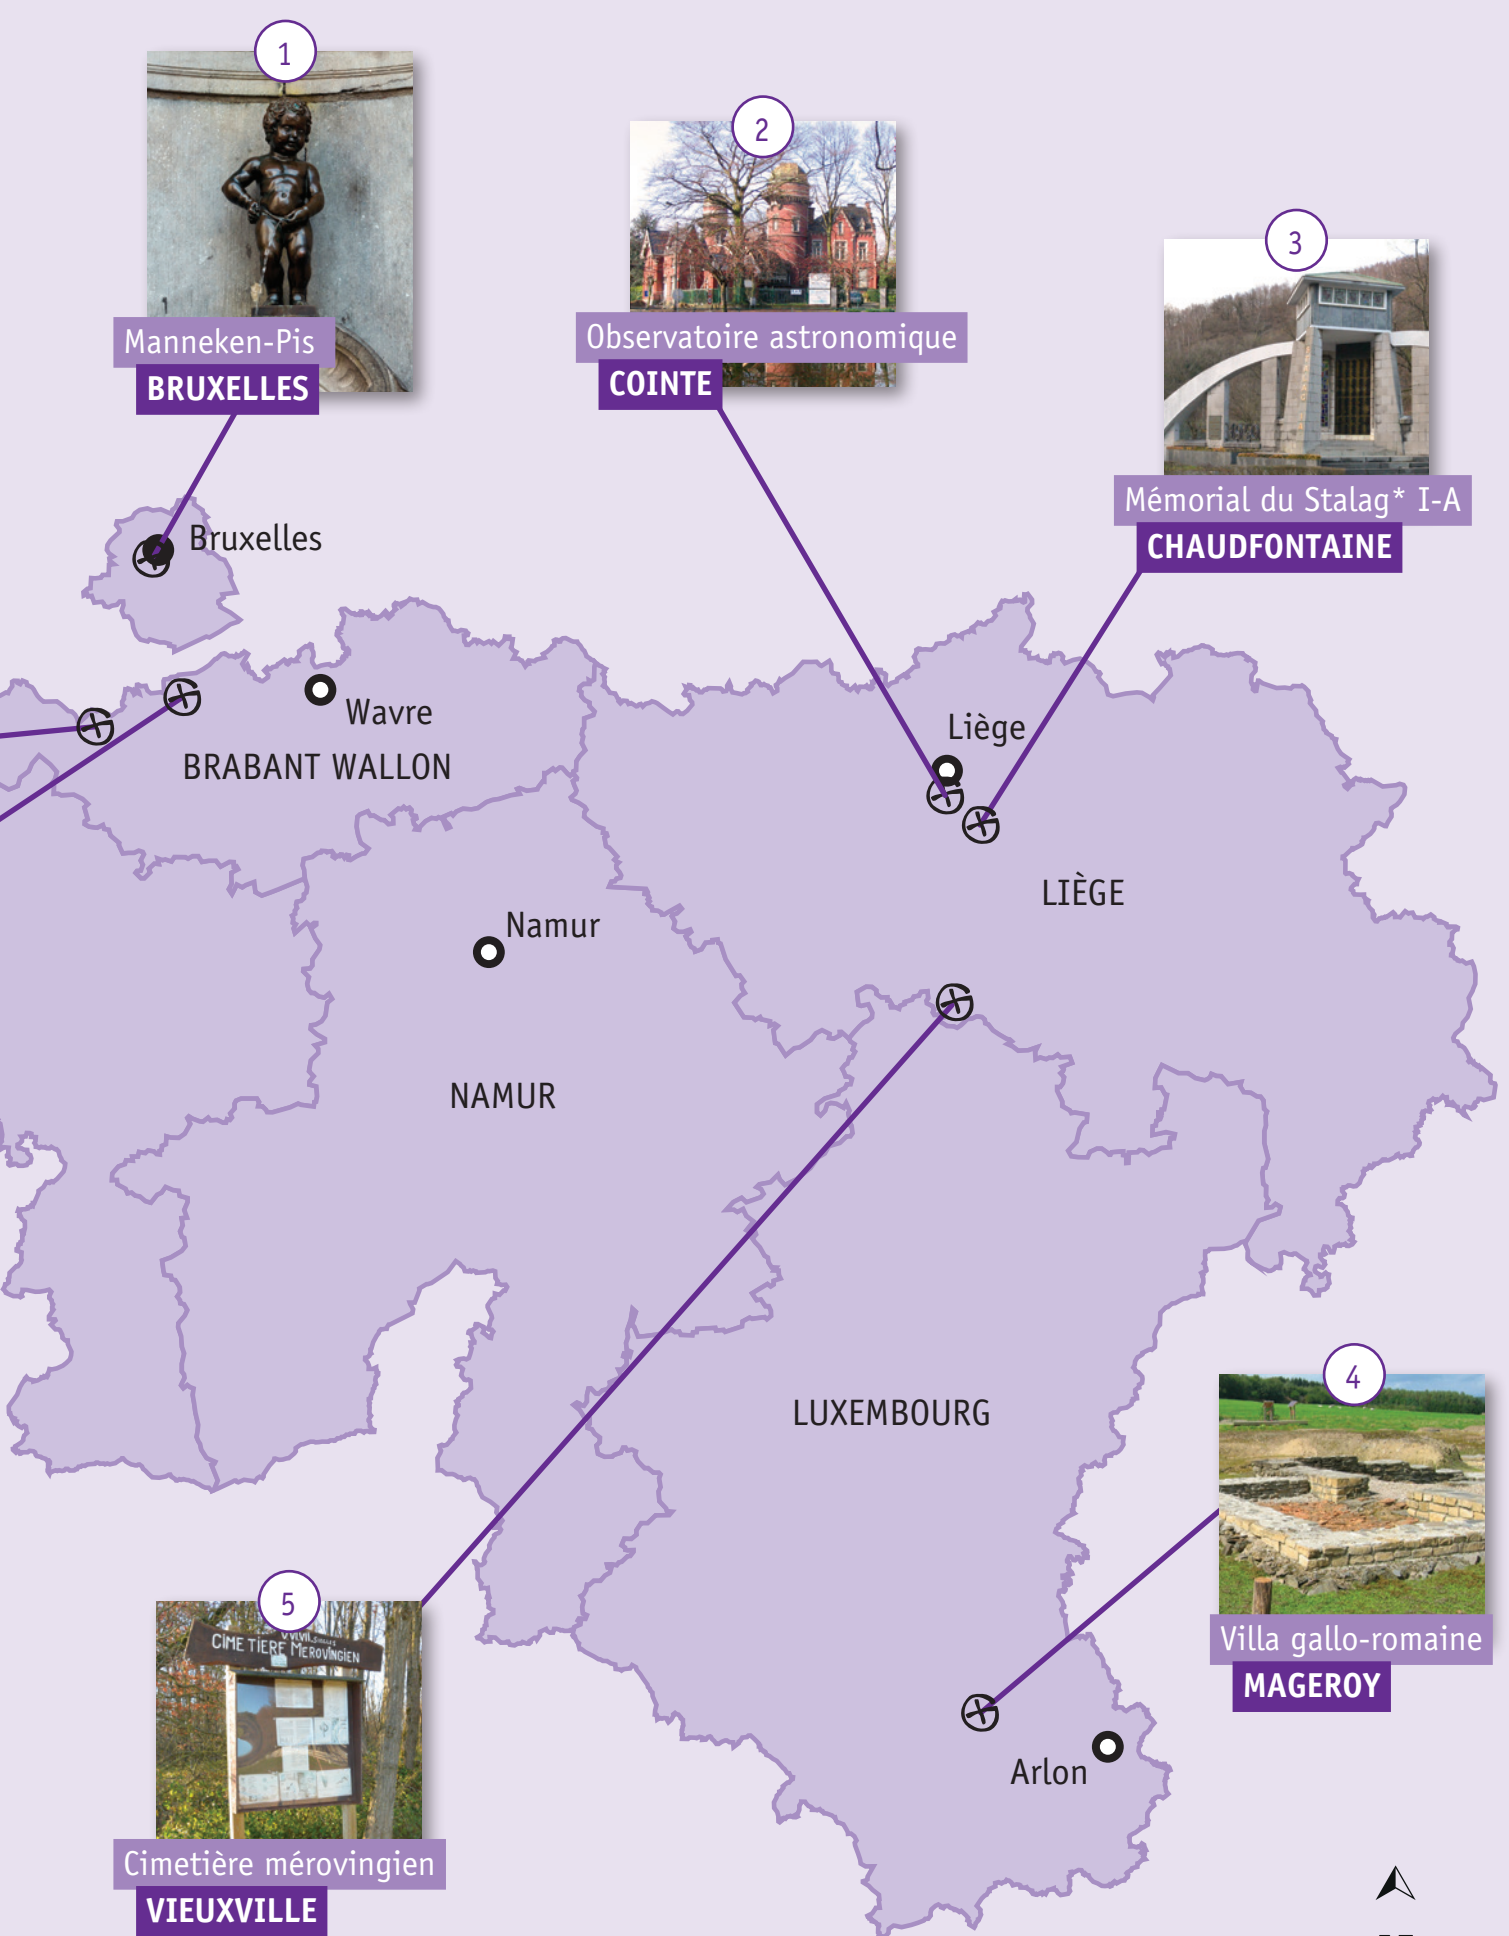 1
Manneken-Pis
BRUXELLES
2
Observatoire astronomique
COINTE
3
Mémorial du Stalag* I-A
CHAUDFONTAINE
Bruxelles
Wavre
BRABANT WALLON
Liège
LIÈGE
Namur
NAMUR
LUXEMBOURG
4
Villa gallo-romaine
MAGEROY
Arlon
5
CIMETIÈRE MEROVINGIEN
Cimetière mérovingien
VIEUXVILLE